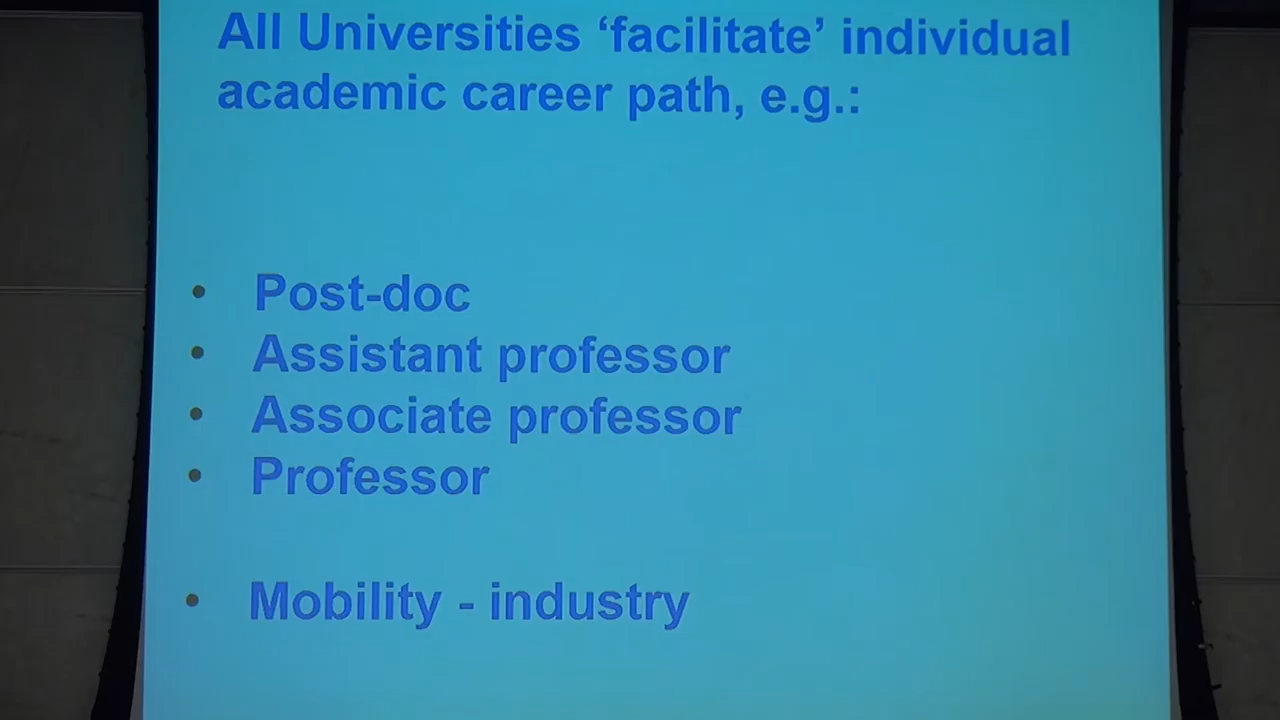 All Universities ‘facilitate’ individual
academic career path, e.g.:
• Post-doc
• Assistant professor
• Associate professor
• Professor
• Mobility - industry